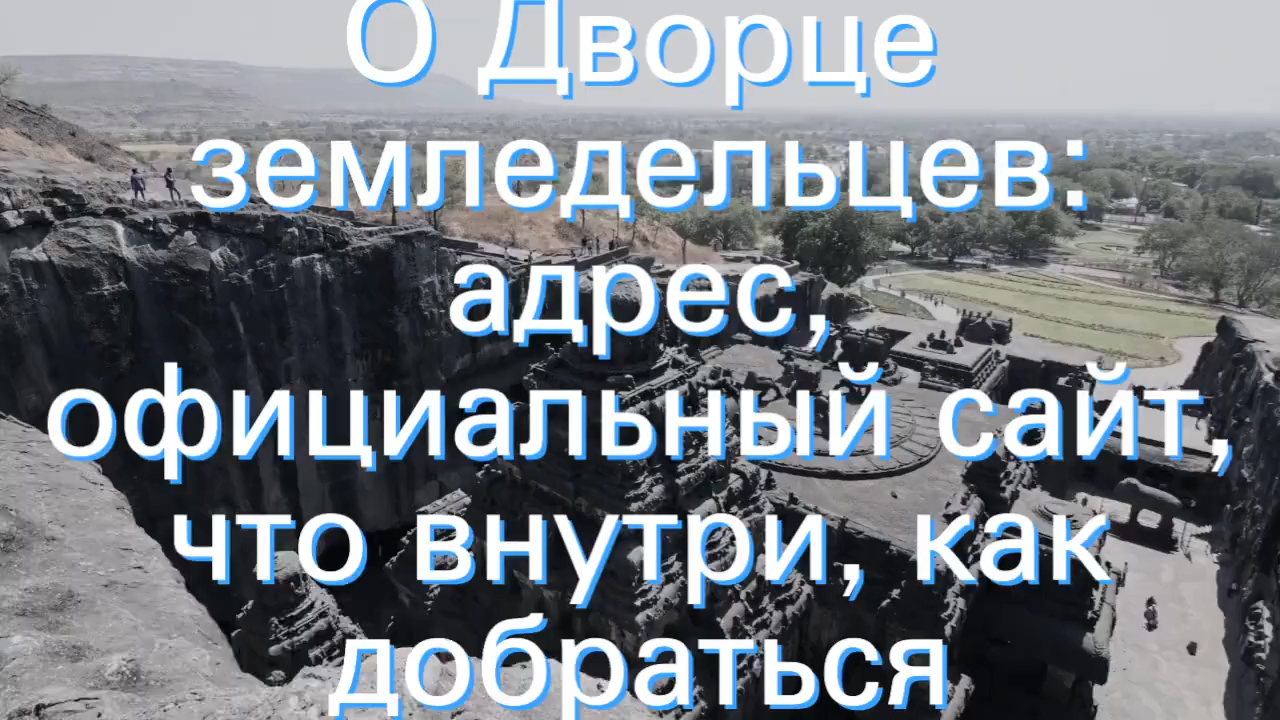 О Дворце
земледельцев:
адрес,
официальный сайт,
что внутри, как
добраться